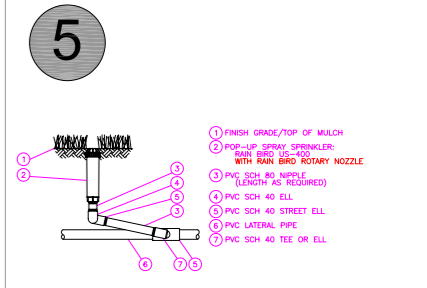 5
1 FINISH GRADE/TOP OF MULCH
2 POP-UP SPRAY SPRINKLER:
RAIN BIRD US-400
WITH RAIN BIRD ROTARY NOZZLE
3 PVC SCH 80 NIPPLE
(LENGTH AS REQUIRED)
4 PVC SCH 40 ELL
5 PVC SCH 40 STREET ELL
6 PVC LATERAL PIPE
7 PVC SCH 40 TEE OR ELL
1
2
3
4
5
3
6
7
5